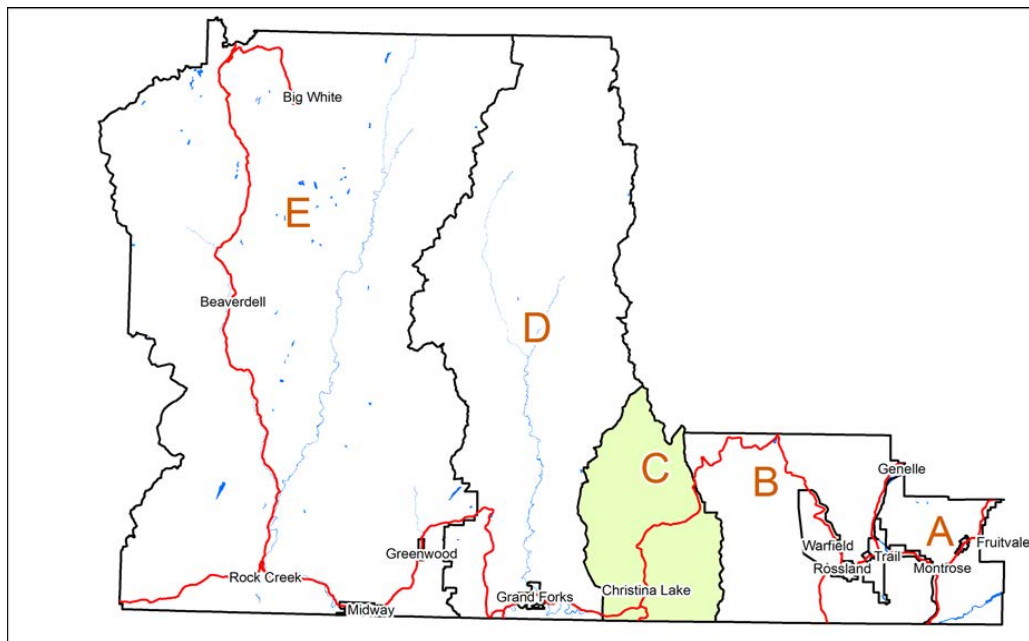 Big White
E
Beaverdell
D
C
B
Genelle
A
Warfield
Fruitvale
Rossland
Trail
Montrose
Greenwood
Rock Creek
Christina Lake
Grand Forks
Midway